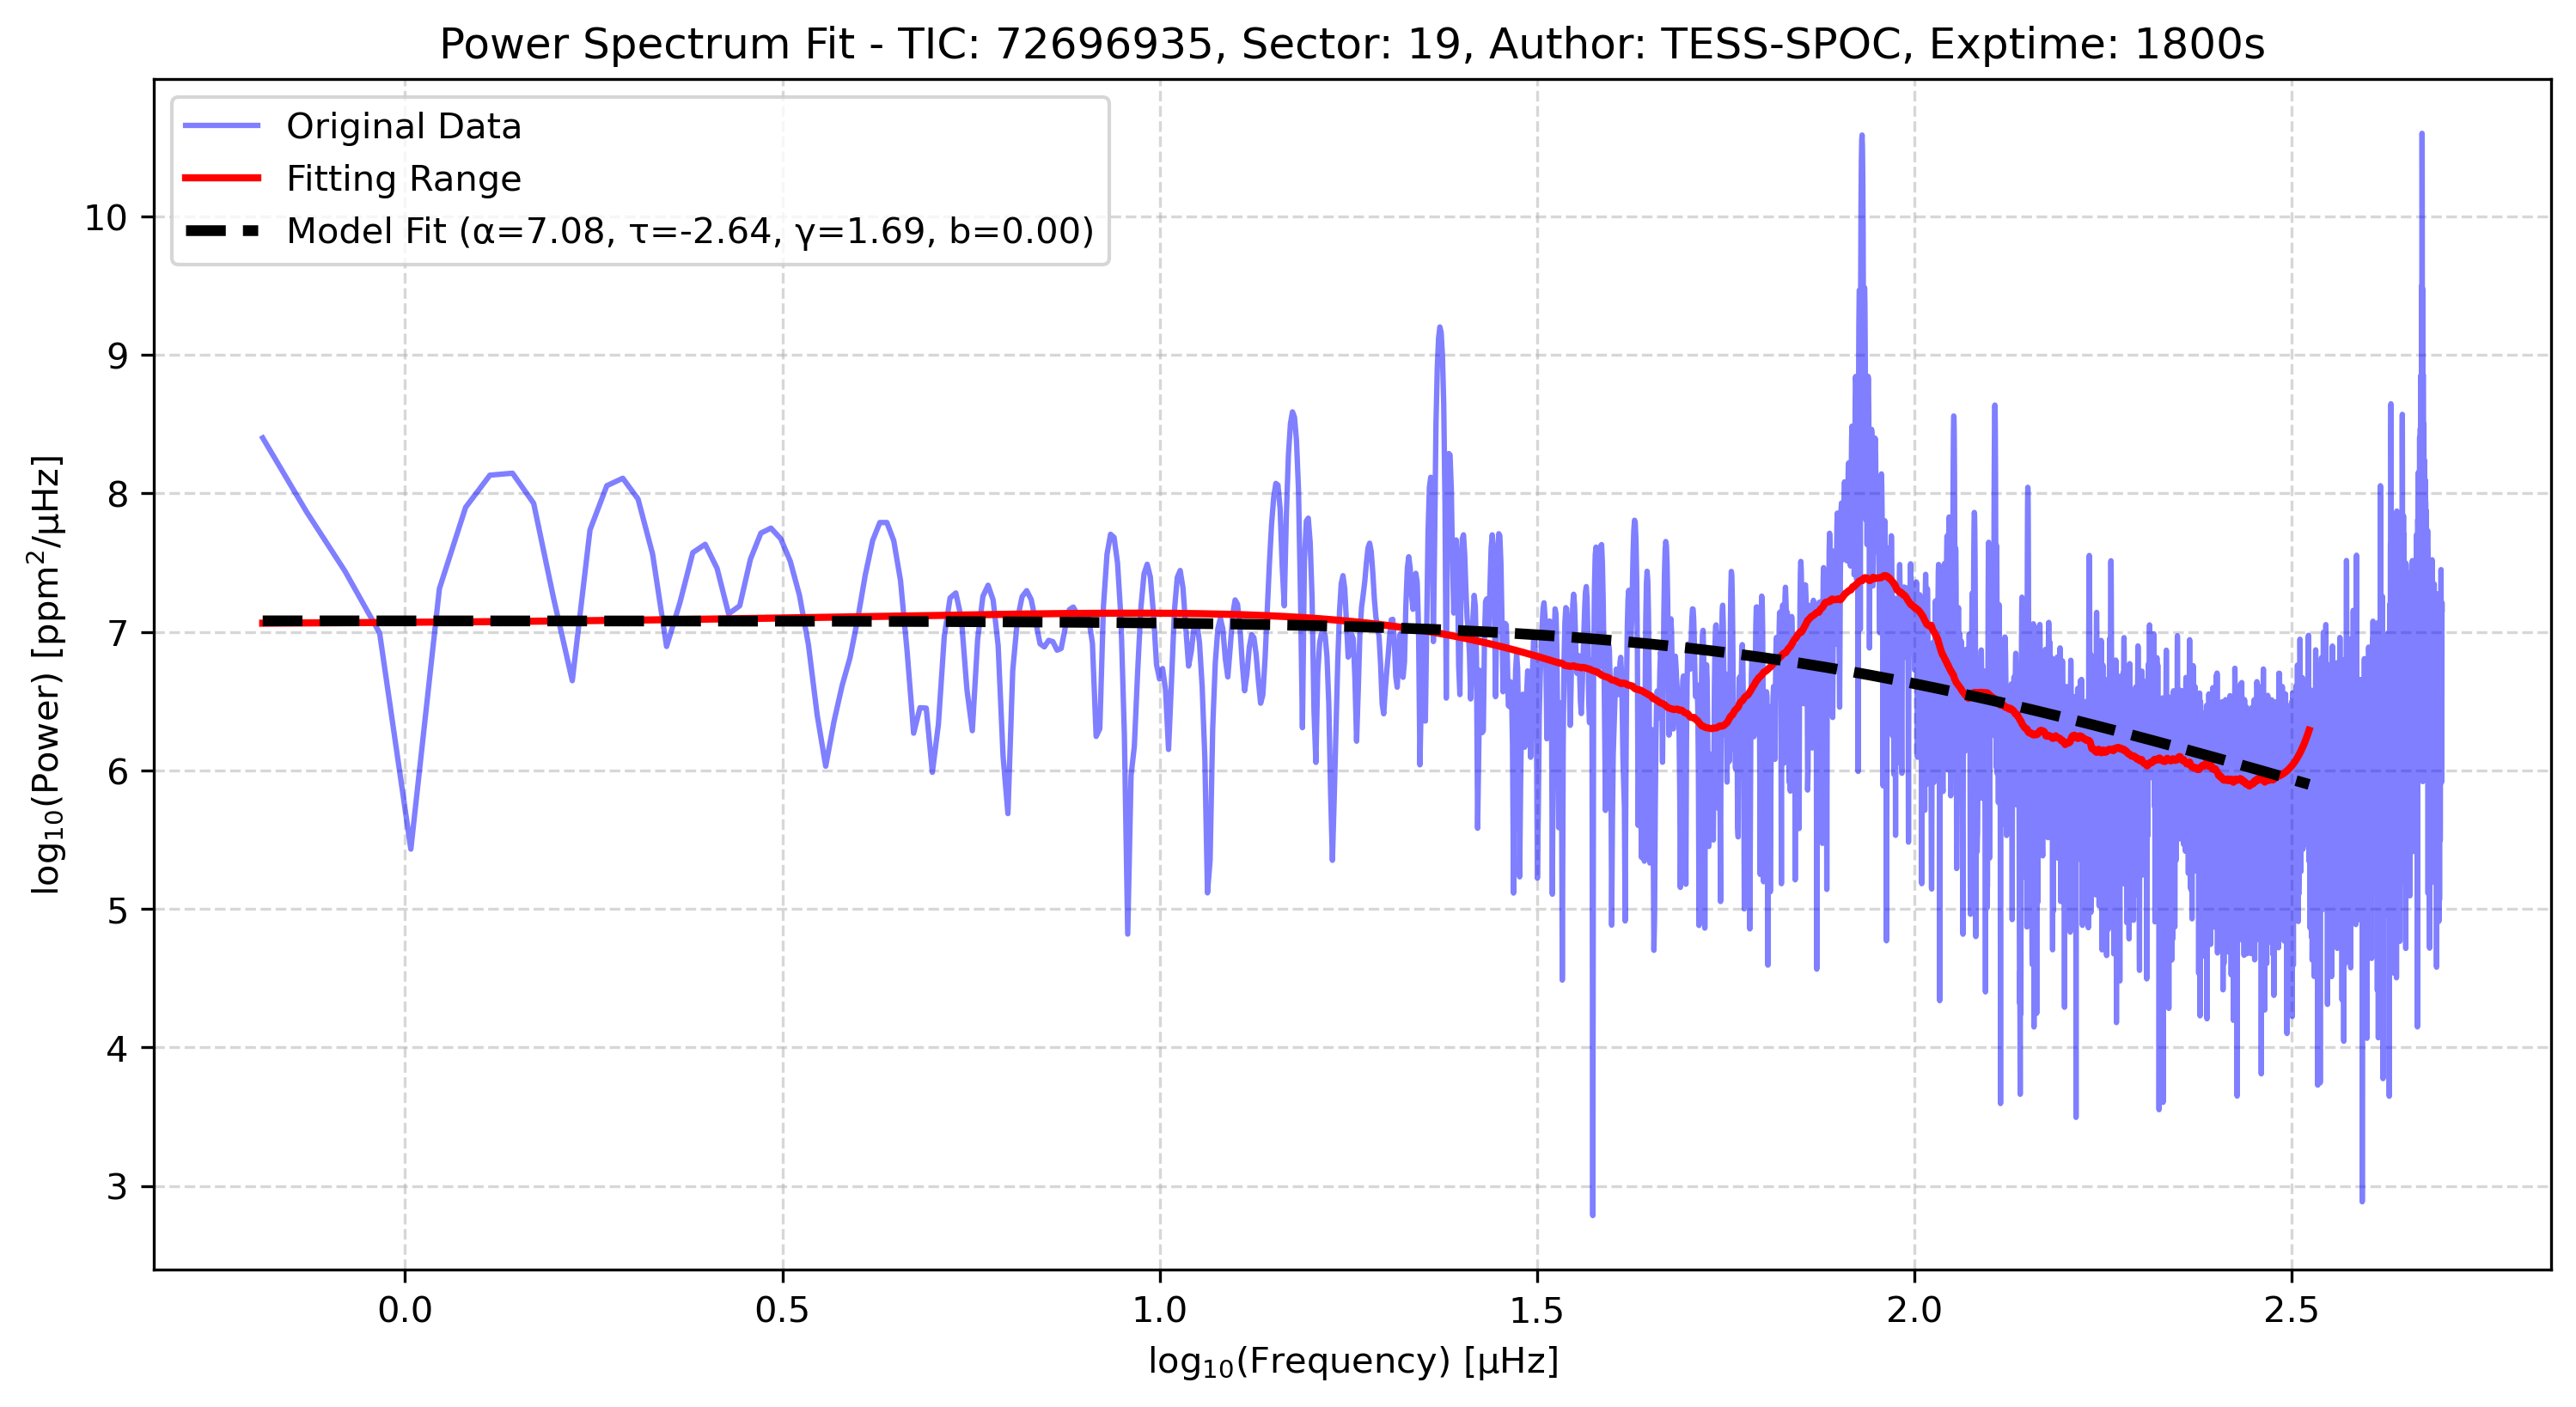 Power Spectrum Fit - TIC: 72696935, Sector: 19, Author: TESS-SPOC, Exptime: 1800s
Original Data
Fitting Range
Model Fit (α=7.08, τ=-2.64, γ=1.69, b=0.00)
log₁₀(Power) [ppm²/μHz]
10
9
8
7
6
5
4
3
0.0 0.5 1.0 1.5 2.0 2.5
log₁₀(Frequency) [μHz]